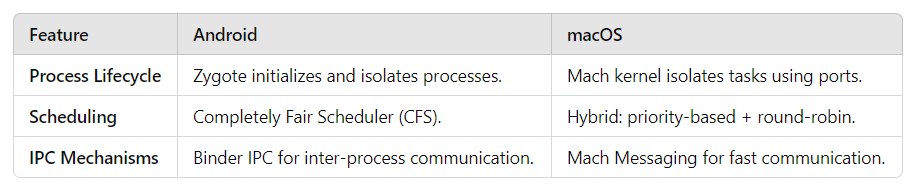 Feature Android macOS
Process Lifecycle Zygote initializes and isolates processes. Mach kernel isolates tasks using ports.
Scheduling Completely Fair Scheduler (CFS). Hybrid: priority-based + round-robin.
IPC Mechanisms Binder IPC for inter-process communication. Mach Messaging for fast communication.